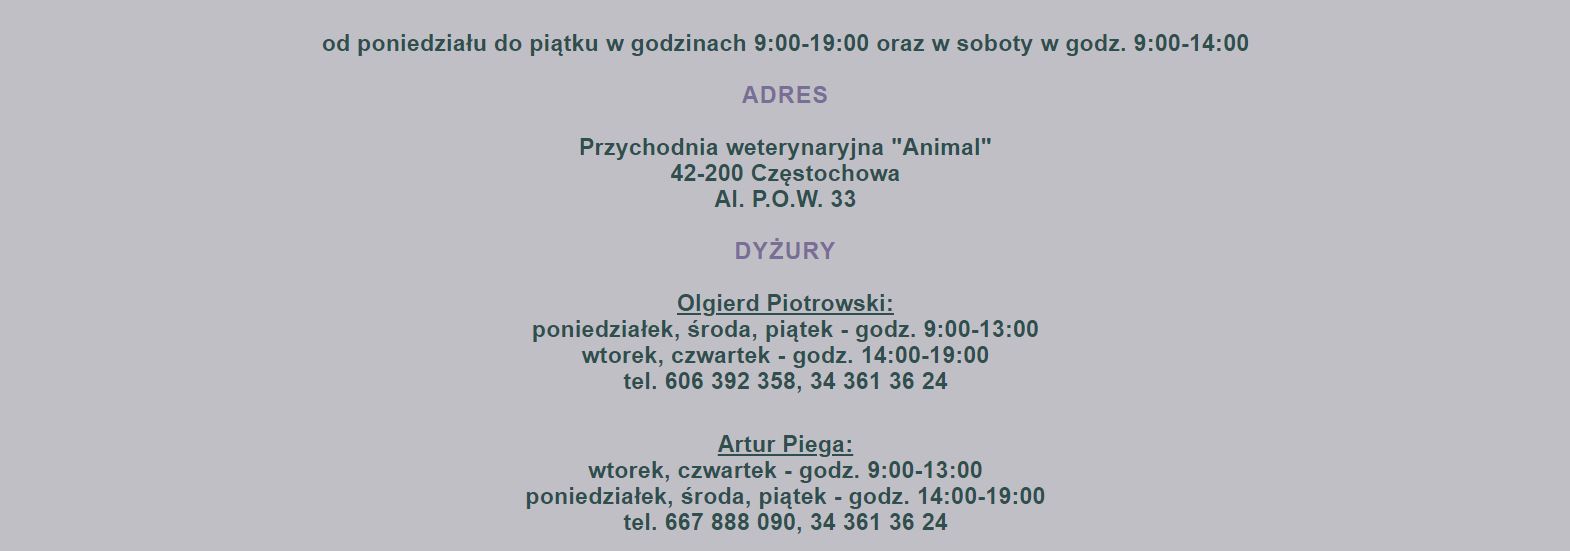 od poniedziału do piątku w godzinach 9:00-19:00 oraz w soboty w godz. 9:00-14:00
ADRES
Przychodnia weterynaryjna "Animal"
42-200 Częstochowa
Al. P.O.W. 33
DYŻURY
Olgierd Piotrowski:
poniedziałek, środa, piątek - godz. 9:00-13:00
wtorek, czwartek - godz. 14:00-19:00
tel. 606 392 358, 34 361 36 24
Artur Piega:
wtorek, czwartek - godz. 9:00-13:00
poniedziałek, środa, piątek - godz. 14:00-19:00
tel. 667 888 090, 34 361 36 24